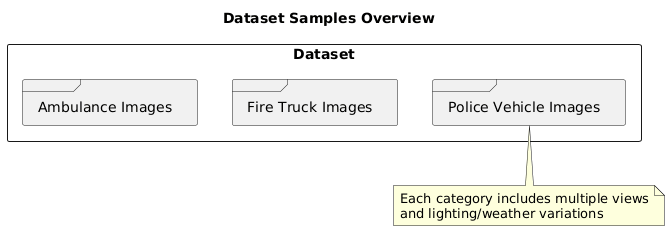 Dataset Samples Overview
Dataset
Ambulance Images
Fire Truck Images
Police Vehicle Images
Each category includes multiple views
and lighting/weather variations